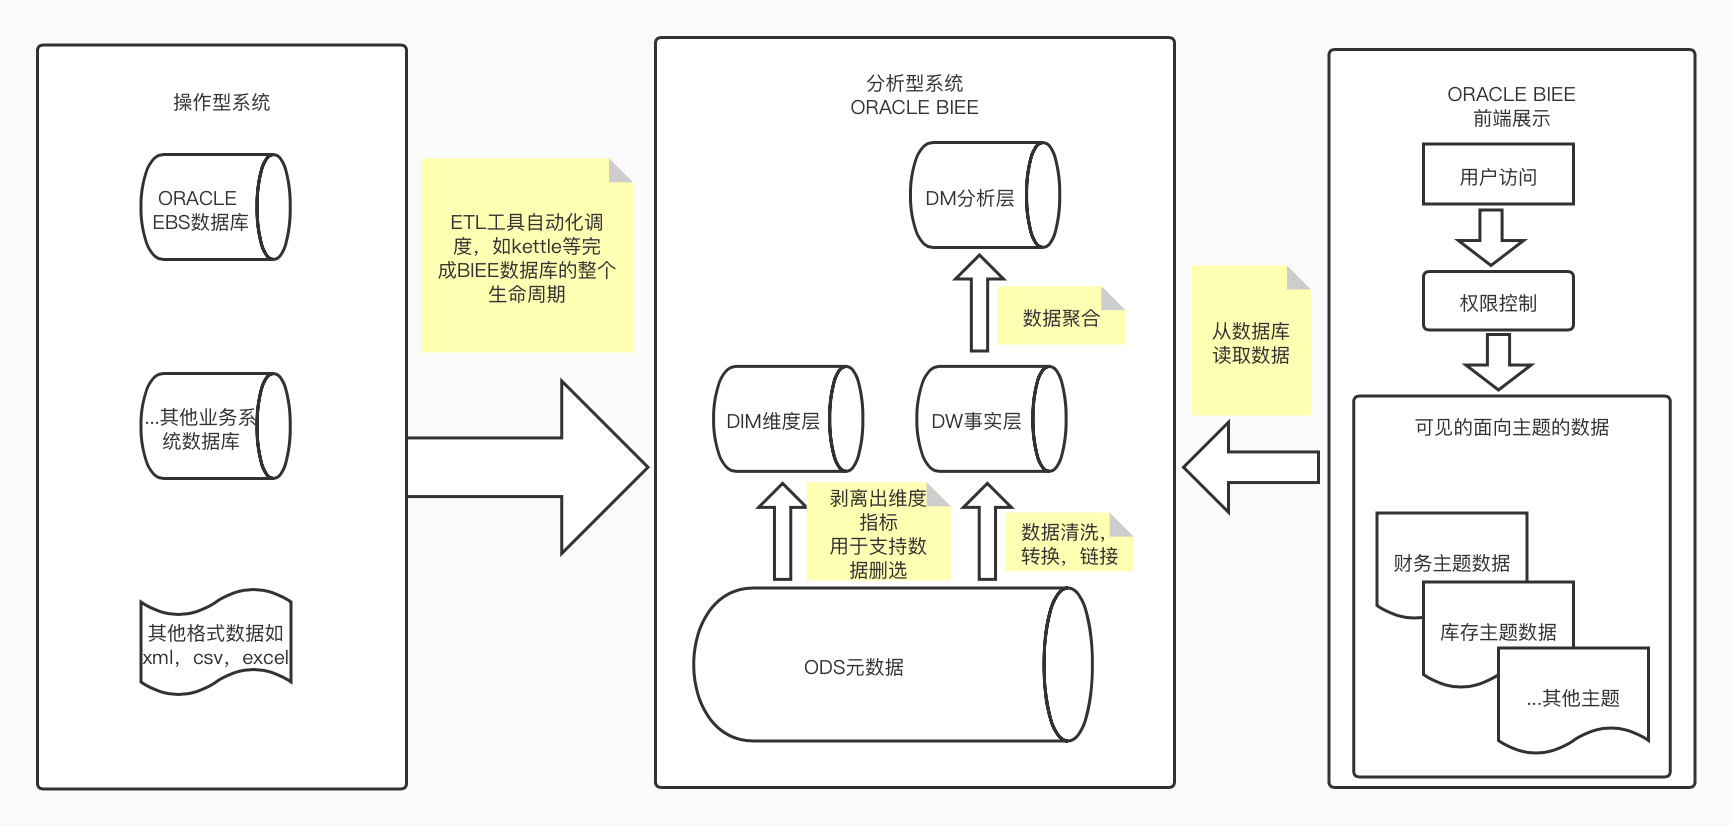 操作型系统
ORACLE
EBS数据库
...其他业务系
统数据库
其他格式数据如
xml，csv，excel
ETL工具自动化调
度，如kettle等完
成BIEE数据库的整个
生命周期
分析型系统
ORACLE BIEE
DM分析层
数据聚合
DIM维度层
DW事实层
剥离出维度
指标
用于支持数
据删选
数据清洗，
转换，链接
ODS元数据
从数据库
读取数据
ORACLE BIEE
前端展示
用户访问
权限控制
可见的面向主题的数据
财务主题数据
库存主题数据
...其他主题